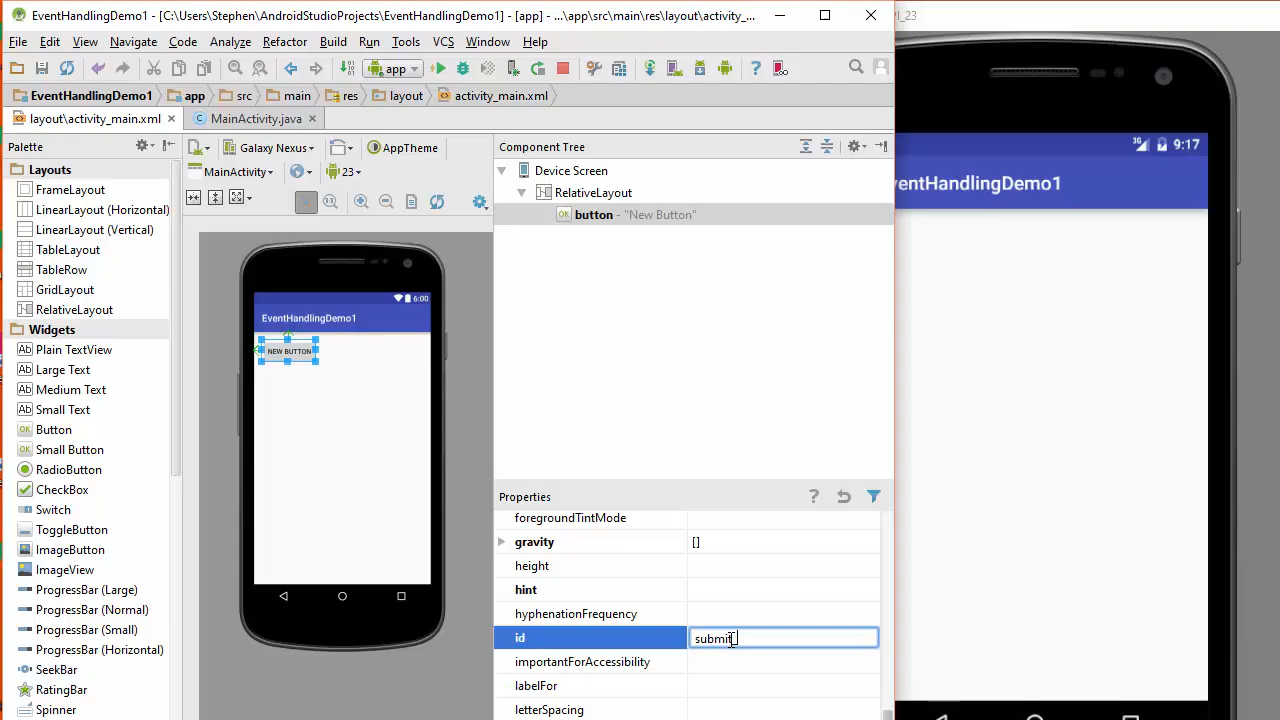 EventHandlingDemo1 - [C:\Users\Stephen\AndroidStudioProjects\EventHandlingDemo1] - [app] - ...\app\src\main\res\layout\activity_m...
File Edit View Navigate Code Analyze Refactor Build Run Tools VCS Window Help
app
EventHandlingDemo1 app src main res layout activity_main.xml
layout\activity_main.xml MainActivity.java
Palette
Layouts
FrameLayout
LinearLayout (Horizontal)
LinearLayout (Vertical)
TableLayout
TableRow
GridLayout
RelativeLayout
Widgets
Plain TextView
Large Text
Medium Text
Small Text
Button
Small Button
RadioButton
CheckBox
Switch
ToggleButton
ImageButton
ImageView
ProgressBar (Large)
ProgressBar (Normal)
ProgressBar (Small)
ProgressBar (Horizontal)
SeekBar
RatingBar
Spinner
Galaxy Nexus AppTheme
MainActivity 23
6:00
EventHandlingDemo1
NEW BUTTON
Component Tree
Device Screen
RelativeLayout
OK button - "New Button"
Properties
foregroundTintMode
gravity []
height
hint
hyphenationFrequency
id submit_
importantForAccessibility
labelFor
letterSpacing
_23
3G 9:17
ventHandlingDemo1